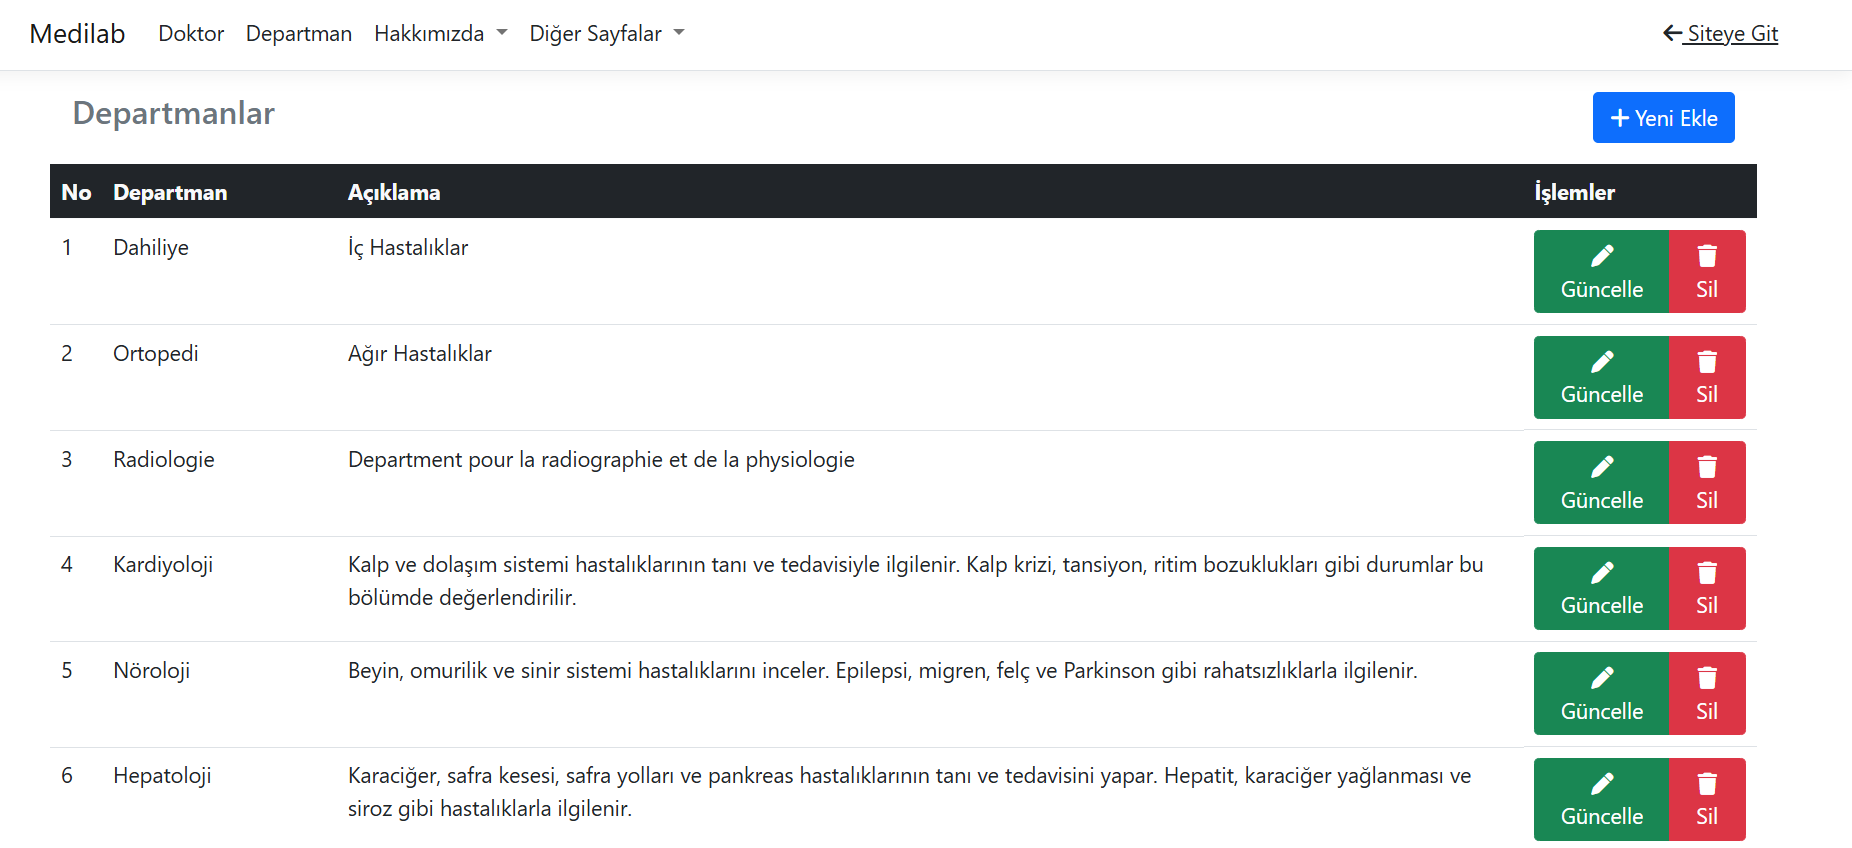 Medilab Doktor Departman Hakkımızda Diğer Sayfalar Siteye Git
Departmanlar
Yeni Ekle
No Departman Açıklama İşlemler
1 Dahiliye İç Hastalıklar
Güncelle Sil
2 Ortopedi Ağır Hastalıklar
Güncelle Sil
3 Radiologie Department pour la radiographie et de la physiologie
Güncelle Sil
4 Kardiyoloji Kalp ve dolaşım sistemi hastalıklarının tanı ve tedavisiyle ilgilenir. Kalp krizi, tansiyon, ritim bozuklukları gibi durumlar bu
bölümde değerlendirilir.
Güncelle Sil
5 Nöroloji Beyin, omurilik ve sinir sistemi hastalıklarını inceler. Epilepsi, migren, felç ve Parkinson gibi rahatsızlıklarla ilgilenir.
Güncelle Sil
6 Hepatoloji Karaciğer, safra kesesi, safra yolları ve pankreas hastalıklarının tanı ve tedavisini yapar. Hepatit, karaciğer yağlanması ve
siroz gibi hastalıklarla ilgilenir.
Güncelle Sil